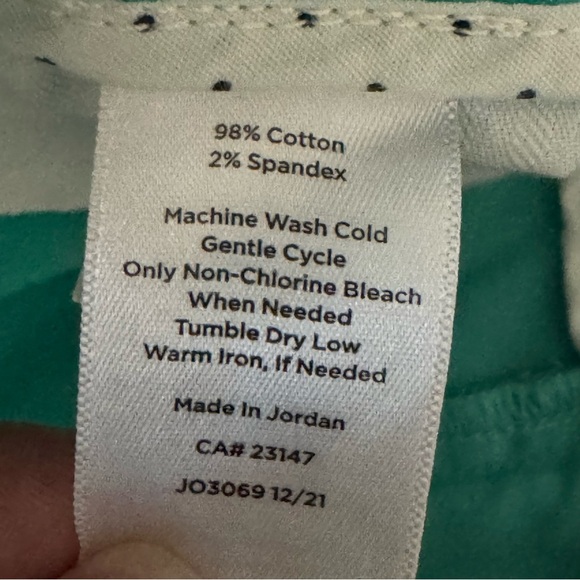 98% Cotton
2% Spandex
Machine Wash Cold
Gentle Cycle
Only Non-Chlorine Bleach
When Needed
Tumble Dry Low
Warm Iron, If Needed
Made In Jordan
CA# 23147
JO3069 12/21